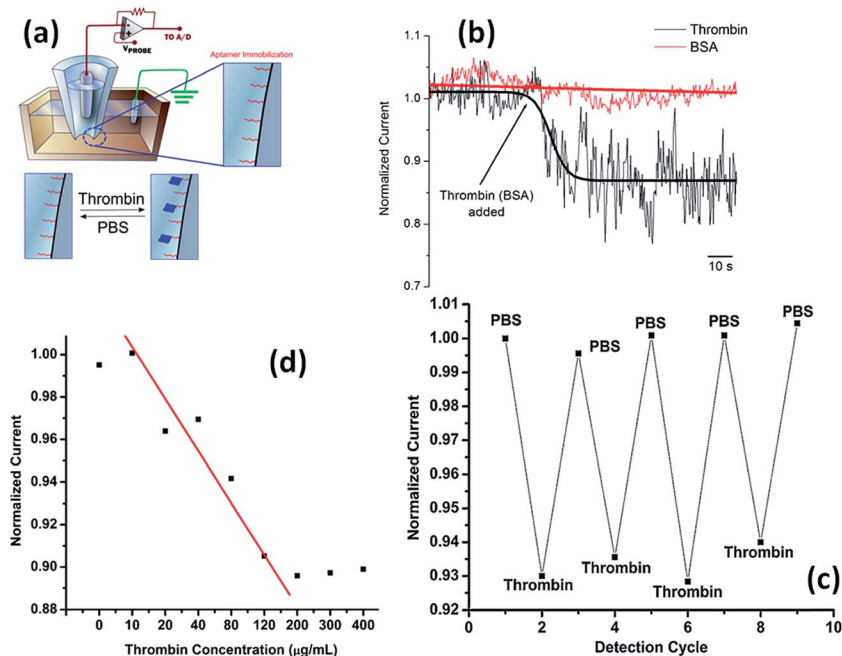 (a)
TO A/D
VPROBE
Aptamer Immobilization
Thrombin
PBS
(b)
Thrombin
BSA
Normalized Current
1.1
1.0
0.9
0.8
0.7
Thrombin (BSA)
added
10 s
(d)
Normalized Current
1.00
0.98
0.96
0.94
0.92
0.90
0.88
0 10 20 40 80 120 200 300 400
Thrombin Concentration (µg/mL)
(c)
Normalized Current
1.01
1.00
0.99
0.98
0.97
0.96
0.95
0.94
0.93
0.92
PBS
PBS
PBS
PBS
PBS
Thrombin
Thrombin
Thrombin
Thrombin
0 2 4 6 8 10
Detection Cycle